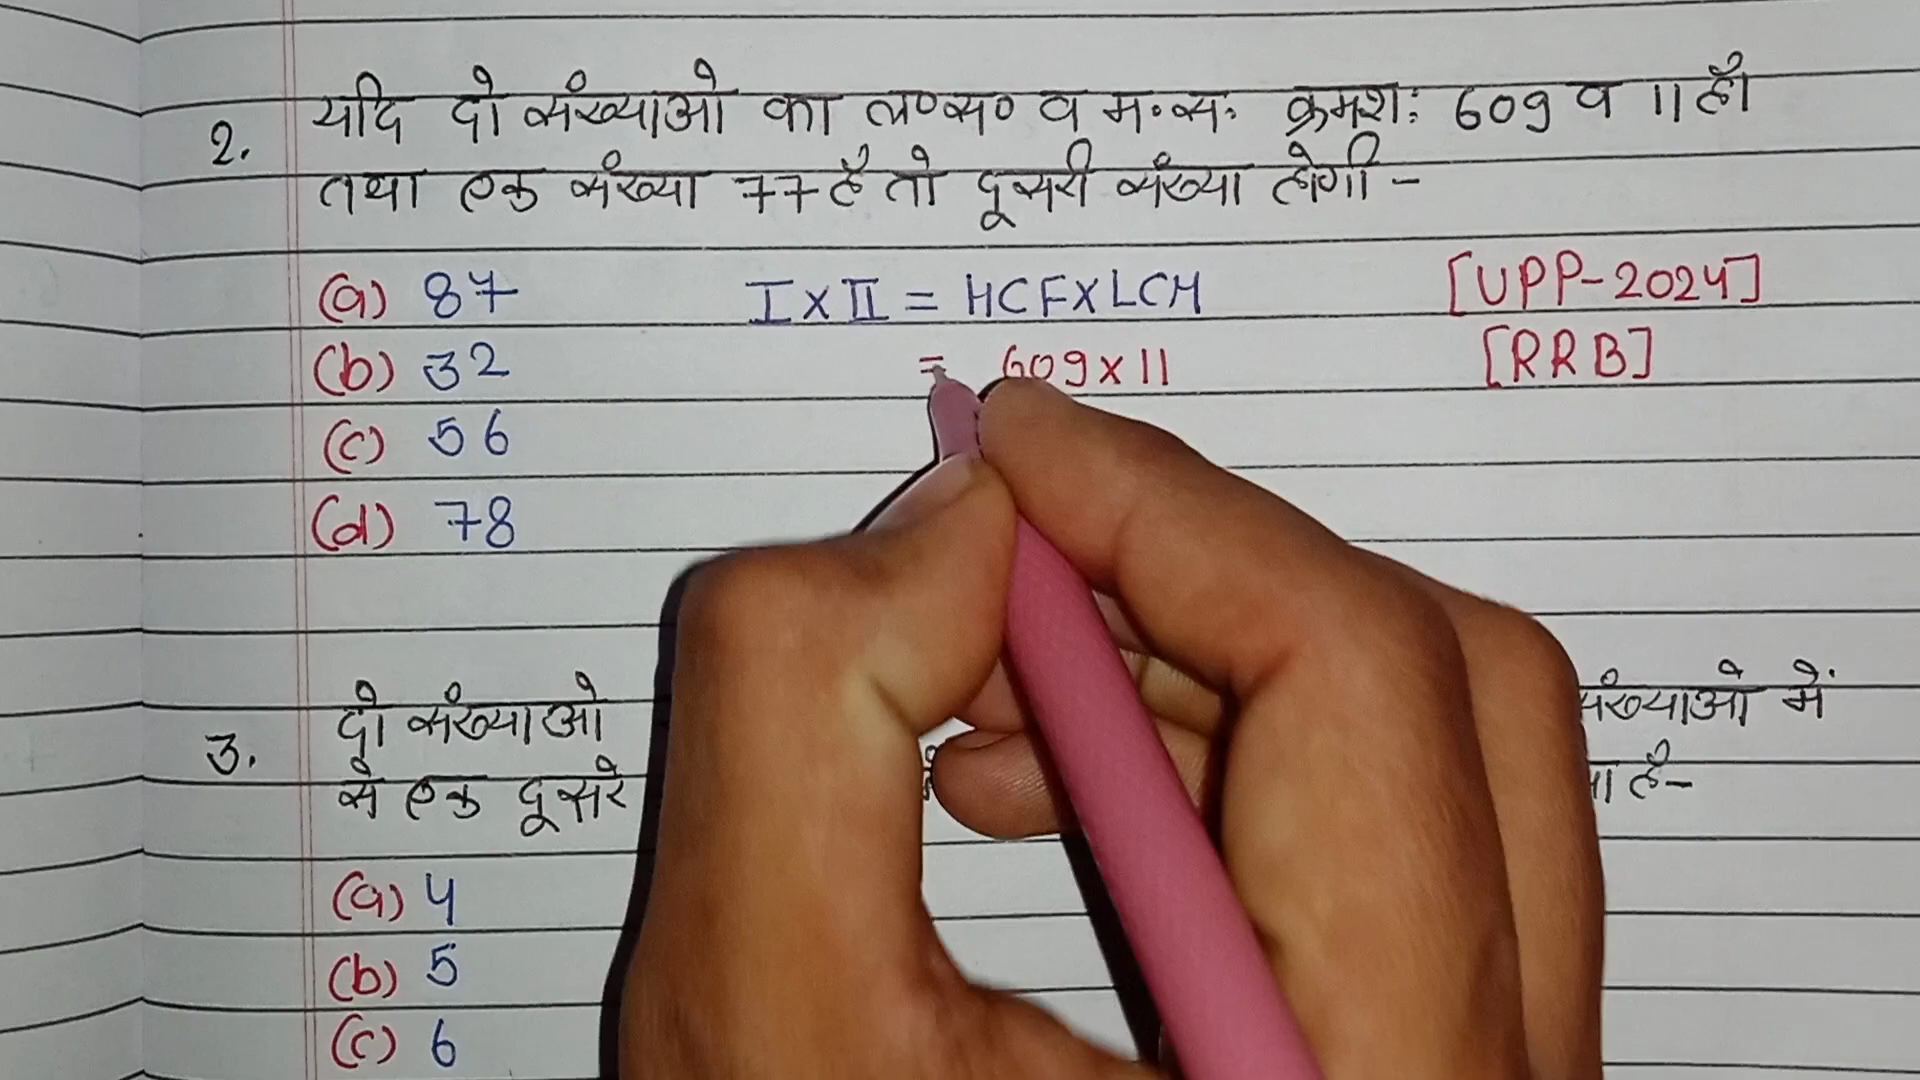 2. यदि दो संख्याओ का ल०स० व म.स. क्रमशः 609 व 11 हो
तथा एक संख्या 77 है तो दूसरी संख्या होगी -
(a) 87
I x II = HCF x LCM
[UPP-2024]
(b) 32
= 609 x 11
[RRB]
(c) 56
(d) 78
3. दो संख्याओ संख्याओ में
से एक दूसरे है-
(a) 4
(b) 5
(c) 6